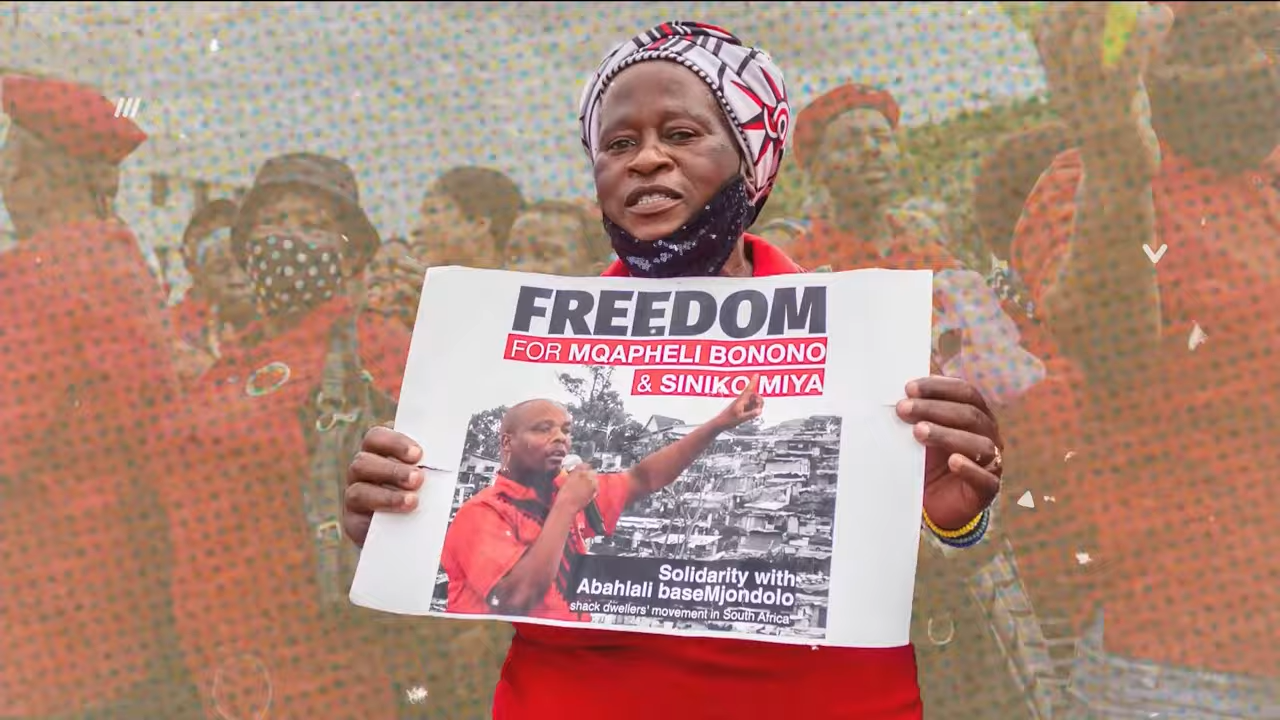 FREEDOM
FOR MQAPHELI BONONO
& SINIKO MIYA
Solidarity with
Abahlali baseMjondolo
shack dwellers' movement in South Africa